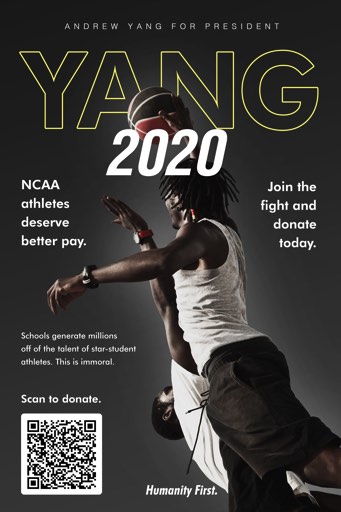 ANDREW YANG FOR PRESIDENT
YANG
2020
NCAA
athletes
deserve
better pay.
Join the
fight and
donate
today.
Schools generate millions
off of the talent of star-student
athletes. This is immoral.
Scan to donate.
Humanity First.